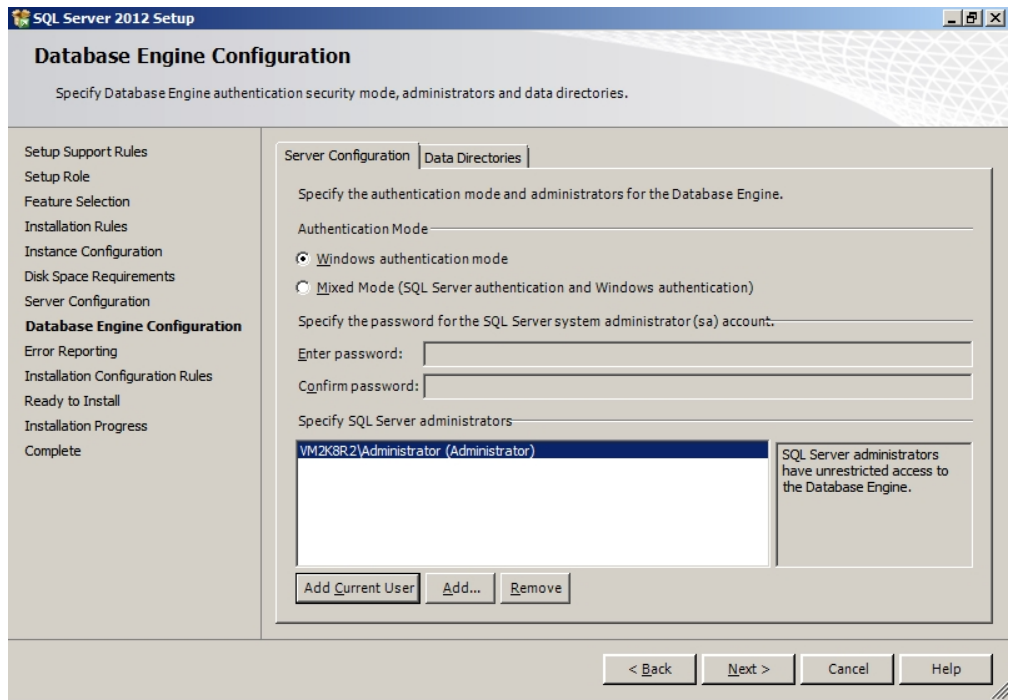 SQL Server 2012 Setup
Database Engine Configuration
Specify Database Engine authentication security mode, administrators and data directories.
Setup Support Rules
Setup Role
Feature Selection
Installation Rules
Instance Configuration
Disk Space Requirements
Server Configuration
Database Engine Configuration
Error Reporting
Installation Configuration Rules
Ready to Install
Installation Progress
Complete
Server Configuration
Data Directories
Specify the authentication mode and administrators for the Database Engine.
Authentication Mode
Windows authentication mode
Mixed Mode (SQL Server authentication and Windows authentication)
Specify the password for the SQL Server system administrator (sa) account.
Enter password:
Confirm password:
Specify SQL Server administrators
VM2K8R2\Administrator (Administrator)
SQL Server administrators
have unrestricted access to
the Database Engine.
Add Current User
Add...
Remove
< Back
Next >
Cancel
Help